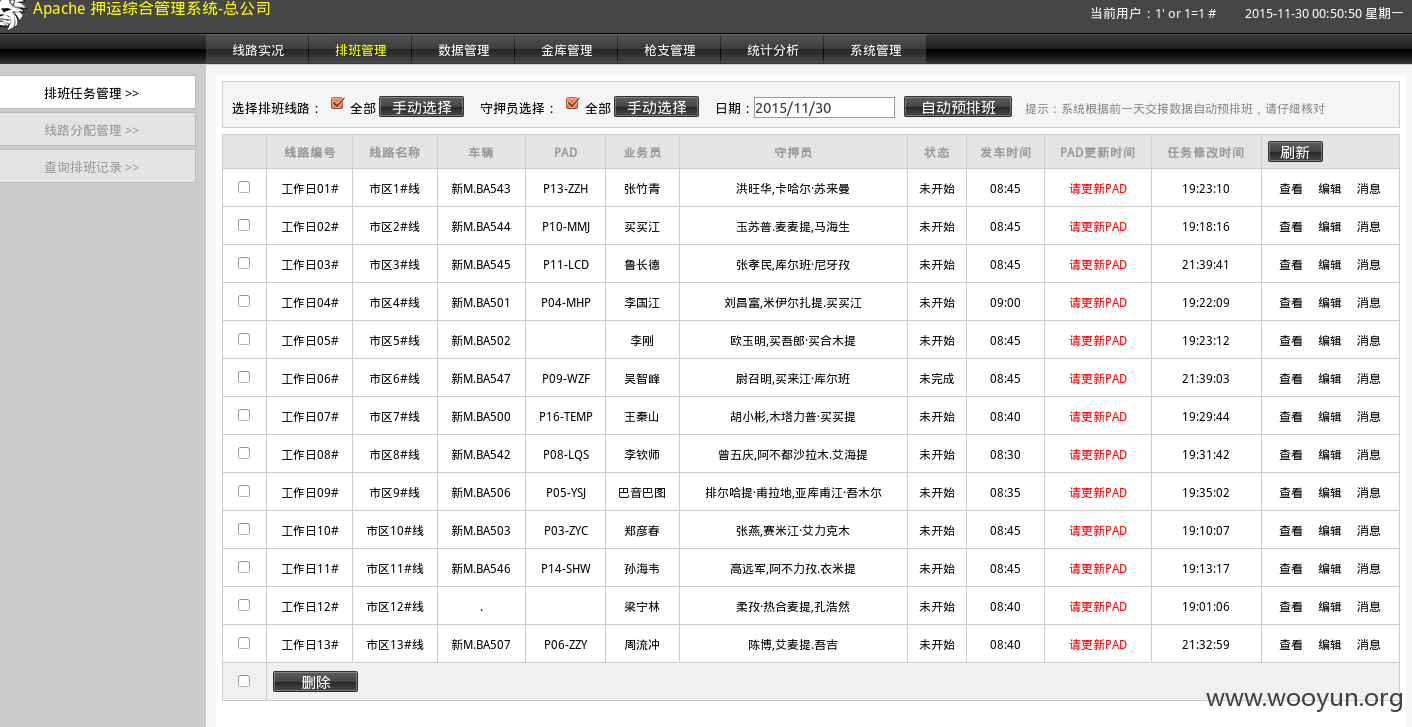 Apache 押运综合管理系统-总公司
当前用户：1' or 1=1 # 2015-11-30 00:50:50 星期一
线路实况 排班管理 数据管理 金库管理 枪支管理 统计分析 系统管理
排班任务管理 >>
线路分配管理 >>
查询排班记录 >>
选择排班线路： 全部 手动选择 守押员选择： 全部 手动选择 日期：2015/11/30 自动预排班 提示：系统根据前一天交接数据自动预排班，请仔细核对
线路编号 线路名称 车辆 PAD 业务员 守押员 状态 发车时间 PAD更新时间 任务修改时间 刷新
工作日01# 市区1#线 新M.BA543 P13-ZZH 张竹青 洪旺华,卡哈尔·苏来曼 未开始 08:45 请更新PAD 19:23:10 查看 编辑 消息
工作日02# 市区2#线 新M.BA544 P10-MMJ 买买江 玉苏普.麦麦提,马海生 未开始 08:45 请更新PAD 19:18:16 查看 编辑 消息
工作日03# 市区3#线 新M.BA545 P11-LCD 鲁长德 张孝民,库尔班·尼牙孜 未开始 08:45 请更新PAD 21:39:41 查看 编辑 消息
工作日04# 市区4#线 新M.BA501 P04-MHP 李国江 刘昌富,米伊尔扎提.买买江 未开始 09:00 请更新PAD 19:22:09 查看 编辑 消息
工作日05# 市区5#线 新M.BA502 李刚 欧玉明,买吾郎·买合木提 未开始 08:45 请更新PAD 19:23:12 查看 编辑 消息
工作日06# 市区6#线 新M.BA547 P09-WZF 吴智峰 尉召明,买来江·库尔班 未完成 08:45 请更新PAD 21:39:03 查看 编辑 消息
工作日07# 市区7#线 新M.BA500 P16-TEMP 王秦山 胡小彬,木塔力普·买买提 未开始 08:40 请更新PAD 19:29:44 查看 编辑 消息
工作日08# 市区8#线 新M.BA542 P08-LQS 李钦师 曾五庆,阿不都沙拉木.艾海提 未开始 08:30 请更新PAD 19:31:42 查看 编辑 消息
工作日09# 市区9#线 新M.BA506 P05-YSJ 巴音巴图 排尔哈提·甫拉地,亚库甫江·吾木尔 未开始 08:35 请更新PAD 19:35:02 查看 编辑 消息
工作日10# 市区10#线 新M.BA503 P03-ZYC 郑彦春 张燕,赛米江·艾力克木 未开始 08:45 请更新PAD 19:10:07 查看 编辑 消息
工作日11# 市区11#线 新M.BA546 P14-SHW 孙海韦 高远军,阿不力孜.衣米提 未开始 08:45 请更新PAD 19:13:17 查看 编辑 消息
工作日12# 市区12#线 . 梁宁林 柔孜·热合麦提,孔浩然 未开始 08:40 请更新PAD 19:01:06 查看 编辑 消息
工作日13# 市区13#线 新M.BA507 P06-ZZY 周流冲 陈博,艾麦提.吾吉 未开始 08:40 请更新PAD 21:32:59 查看 编辑 消息
删除
www.wooyun.org